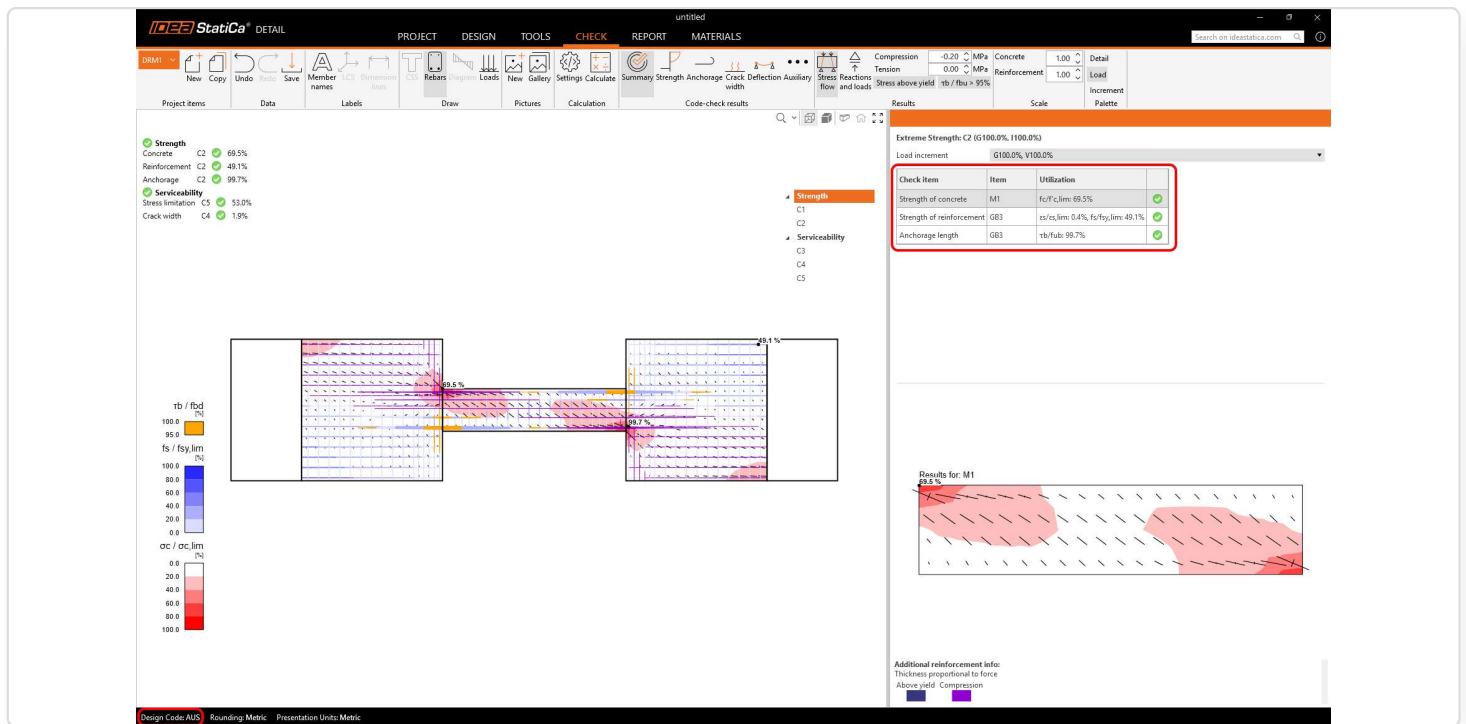 IDEA StatiCa® DETAIL
untitled
PROJECT DESIGN TOOLS CHECK REPORT MATERIALS
Search on ideastatica.com
DRM1
New Copy
Undo Redo Save
Member names LCS Dimension lines
CSS Rebars Diagram Loads
New Gallery
Settings Calculate
Summary Strength Anchorage Crack width Deflection Auxiliary
Stress flow Reactions and loads
Compression -0.20 MPa
Tension 0.00 MPa
Stress above yield τb / fbu > 95%
Concrete 1.00
Reinforcement 1.00
Detail
Load
Increment
Project items Data Labels Draw Pictures Calculation Code-check results Results Scale Palette
Strength
Concrete C2 69.5%
Reinforcement C2 49.1%
Anchorage C2 99.7%
Serviceability
Stress limitation C5 53.0%
Crack width C4 1.9%
Strength
C1
C2
Serviceability
C3
C4
C5
49.1 %
69.5 %
99.7 %
τb / fbd
[%]
100.0
95.0
fs / fsy,lim
[%]
100.0
80.0
60.0
40.0
20.0
0.0
σc / σc,lim
[%]
0.0
20.0
40.0
60.0
80.0
100.0
Extreme Strength: C2 (G100.0%, I100.0%)
Load increment G100.0%, V100.0%
Check item Item Utilization
Strength of concrete M1 fc/f'c,lim: 69.5%
Strength of reinforcement GB3 εs/εs,lim: 0.4%, fs/fsy,lim: 49.1%
Anchorage length GB3 τb/fub: 99.7%
Results for: M1
69.5 %
Additional reinforcement info:
Thickness proportional to force
Above yield Compression
Design Code: AUS Rounding: Metric Presentation Units: Metric